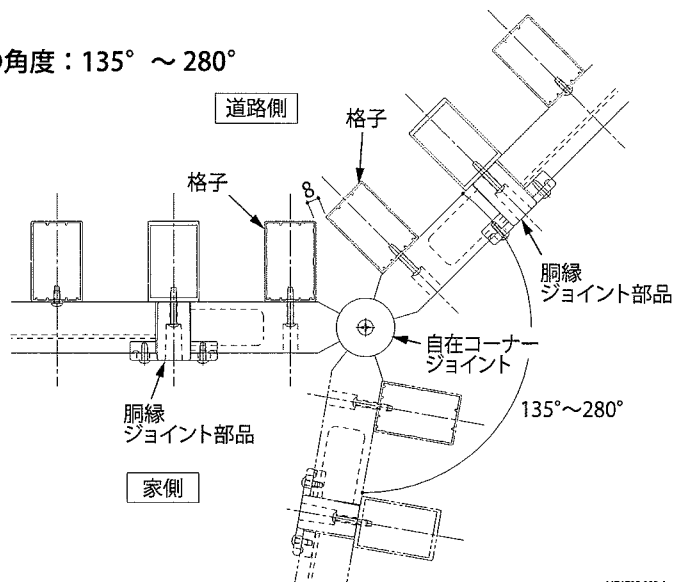 角度：135° ～ 280°
道路側
格子
格子
8
胴縁
ジョイント部品
自在コーナー
ジョイント
135°～280°
胴縁
ジョイント部品
家側